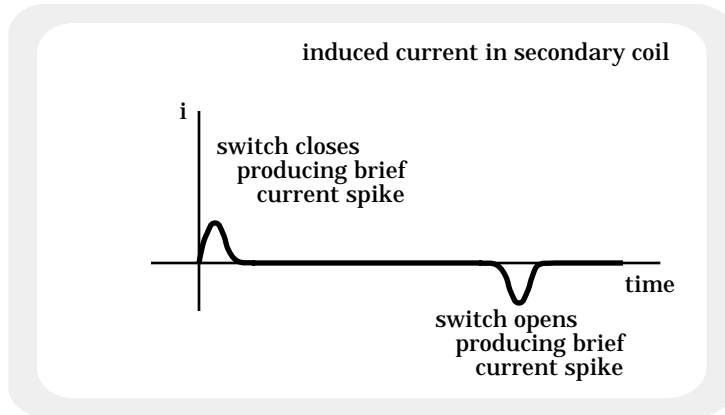 induced current in secondary coil
i
switch closes
producing brief
current spike
time
switch opens
producing brief
current spike